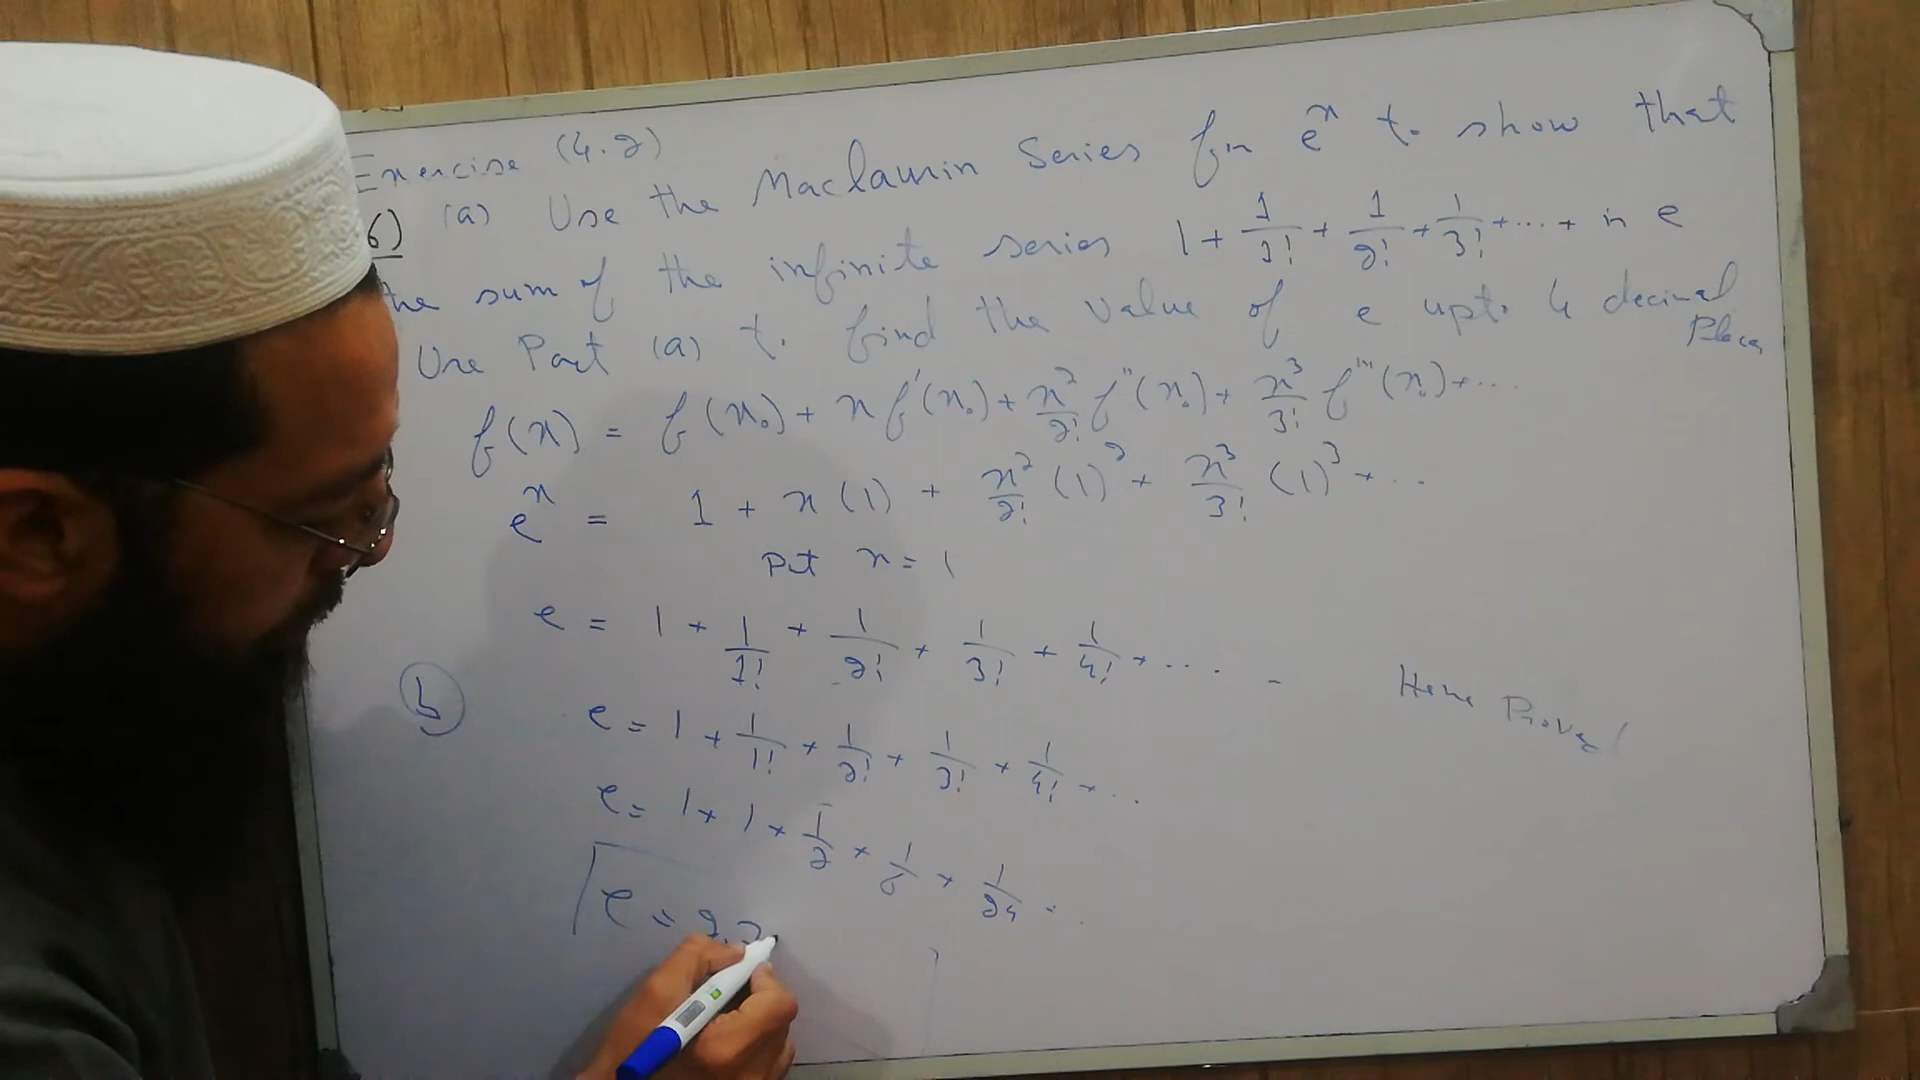 Exercise (4.2)
6) (a) Use the Maclaurin Series for e^x to show that
the sum of the infinite series 1 + 1/1! + 1/2! + 1/3! + ... + is e
Use Part (a) to find the value of e upto 4 decimal
Places
f(x) = f(x₀) + x f'(x₀) + x²/2! f''(x₀) + x³/3! f'''(x₀) + ...
e^x = 1 + x(1) + x²/2! (1)² + x³/3! (1)³ + ...
Put x = 1
e = 1 + 1/1! + 1/2! + 1/3! + 1/4! + ....
Hence Proved
(b) e = 1 + 1/1! + 1/2! + 1/3! + 1/4! + ...
e = 1 + 1 + 1/2 + 1/6 + 1/24 ...
e = 2.7